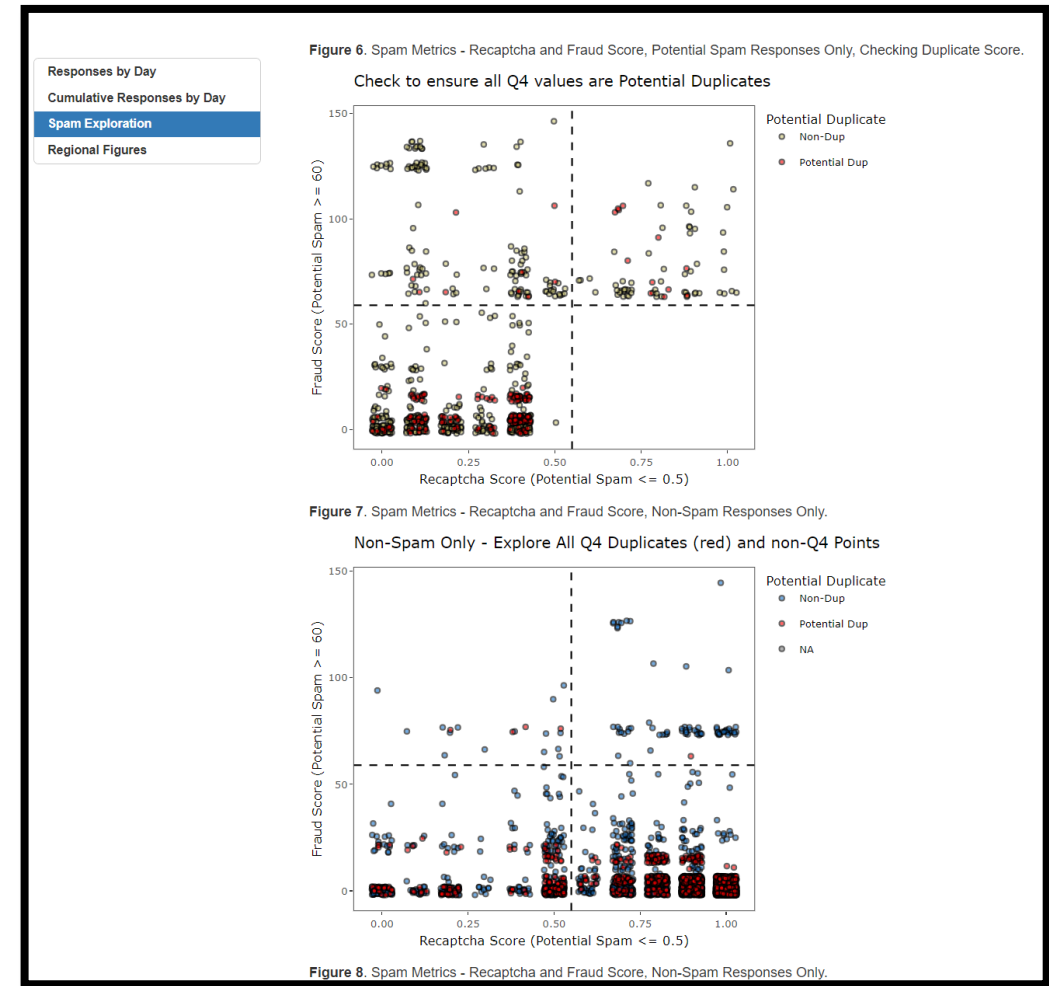 Responses by Day
Cumulative Responses by Day
Spam Exploration
Regional Figures
Figure 6. Spam Metrics - Recaptcha and Fraud Score, Potential Spam Responses Only, Checking Duplicate Score.
Check to ensure all Q4 values are Potential Duplicates
150
100
50
0
Fraud Score (Potential Spam >= 60)
0.00 0.25 0.50 0.75 1.00
Recaptcha Score (Potential Spam <= 0.5)
Potential Duplicate
Non-Dup
Potential Dup
Figure 7. Spam Metrics - Recaptcha and Fraud Score, Non-Spam Responses Only.
Non-Spam Only - Explore All Q4 Duplicates (red) and non-Q4 Points
150
100
50
0
Fraud Score (Potential Spam >= 60)
0.00 0.25 0.50 0.75 1.00
Recaptcha Score (Potential Spam <= 0.5)
Potential Duplicate
Non-Dup
Potential Dup
NA
Figure 8. Spam Metrics - Recaptcha and Fraud Score, Non-Spam Responses Only.